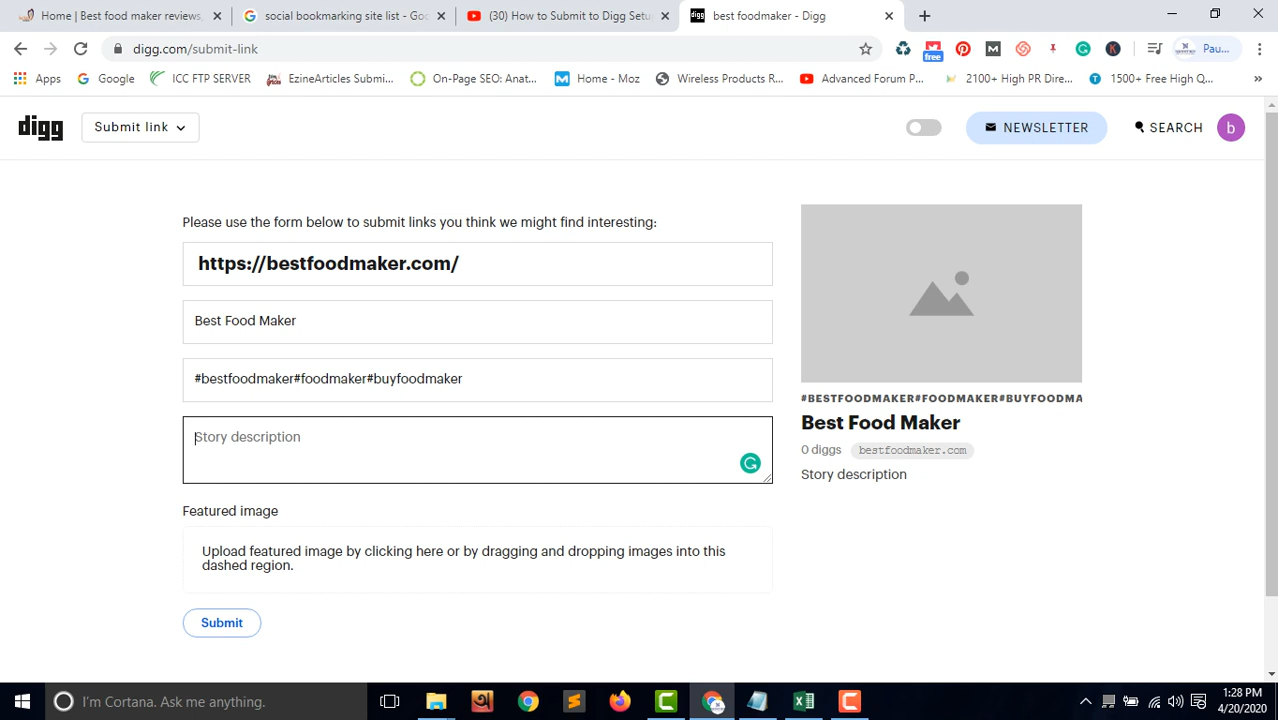 Home | Best food maker reviews,
social bookmarking site list - Go
(30) How to Submit to Digg Setu
best foodmaker - Digg
digg.com/submit-link
free
Pau...
Apps
Google
ICC FTP SERVER
EzineArticles Submi...
On-Page SEO: Anat...
Home - Moz
Wireless Products R...
Advanced Forum P...
2100+ High PR Dire...
1500+ Free High Q...
digg
Submit link
NEWSLETTER
SEARCH
b
Please use the form below to submit links you think we might find interesting:
https://bestfoodmaker.com/
Best Food Maker
#bestfoodmaker#foodmaker#buyfoodmaker
Story description
Featured image
Upload featured image by clicking here or by dragging and dropping images into this
dashed region.
Submit
#BESTFOODMAKER#FOODMAKER#BUYFOODMA
Best Food Maker
0 diggs bestfoodmaker.com
Story description
I'm Cortana. Ask me anything.
1:28 PM
4/20/2020